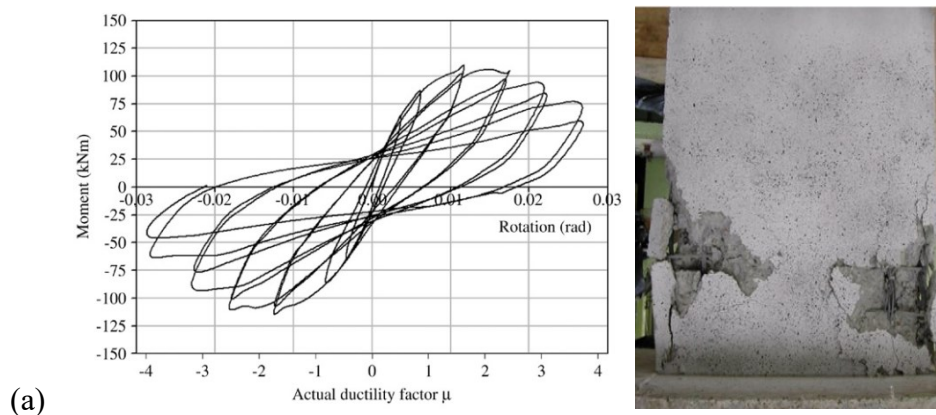 150
125
100
75
50
25
0
-25
-50
-75
-100
-125
-150
Moment (kNm)
-0.03 -0.02 -0.01 0.00 0.01 0.02 0.03
Rotation (rad)
-4 -3 -2 -1 0 1 2 3 4
Actual ductility factor μ
(a)